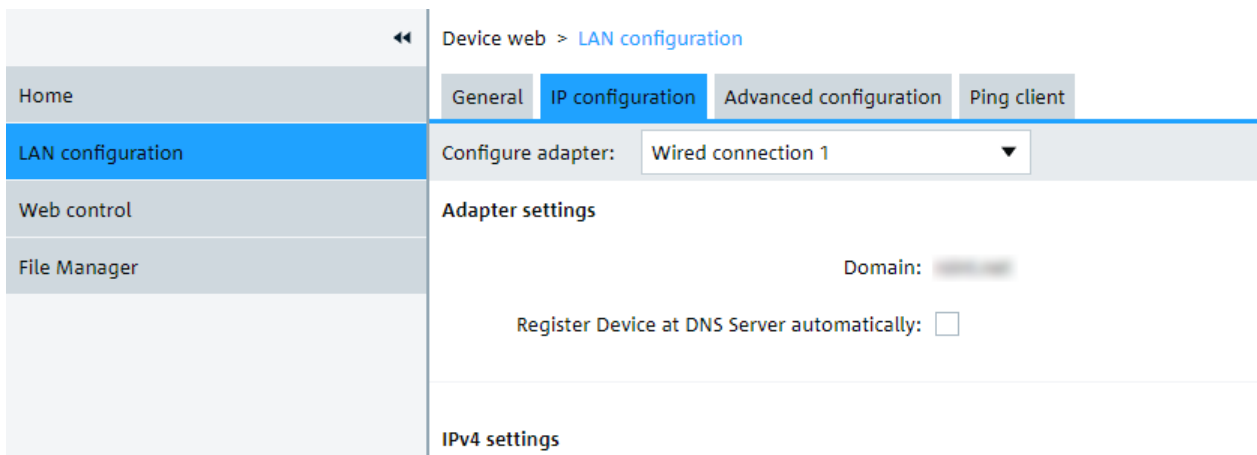 Device web > LAN configuration
Home
LAN configuration
Web control
File Manager
General IP configuration Advanced configuration Ping client
Configure adapter: Wired connection 1
Adapter settings
Domain:
Register Device at DNS Server automatically:
IPv4 settings